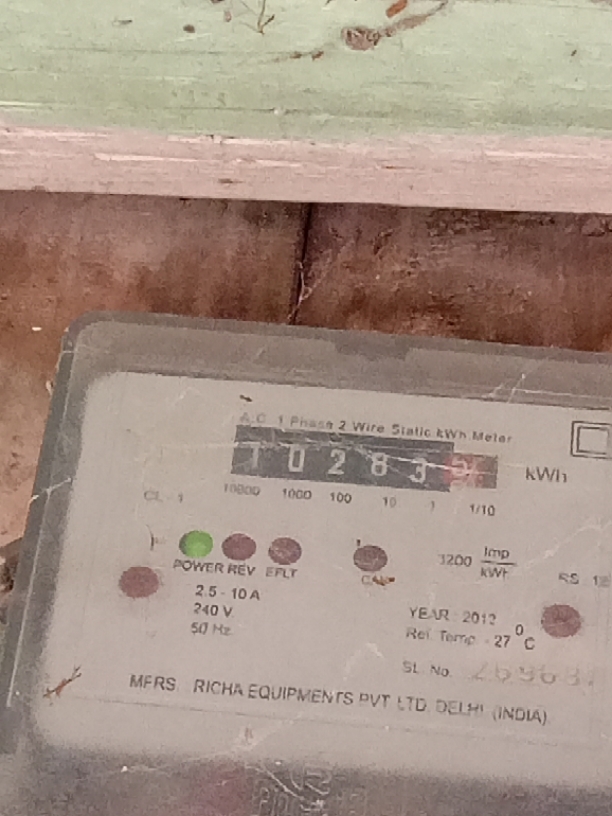 A.C. 1 Phase 2 Wire Static kWh Meter
1 0 2 8 3
kWh
CL - 1
10000 1000 100 10 1 1/10
POWER REV EFLT
CAL
3200 Imp/kWh
2.5 - 10 A
240 V
50 Hz
YEAR : 2012
Ref. Temp. - 27 °C
SL. No.
MFRS. RICHA EQUIPMENTS PVT. LTD. DELHI (INDIA)